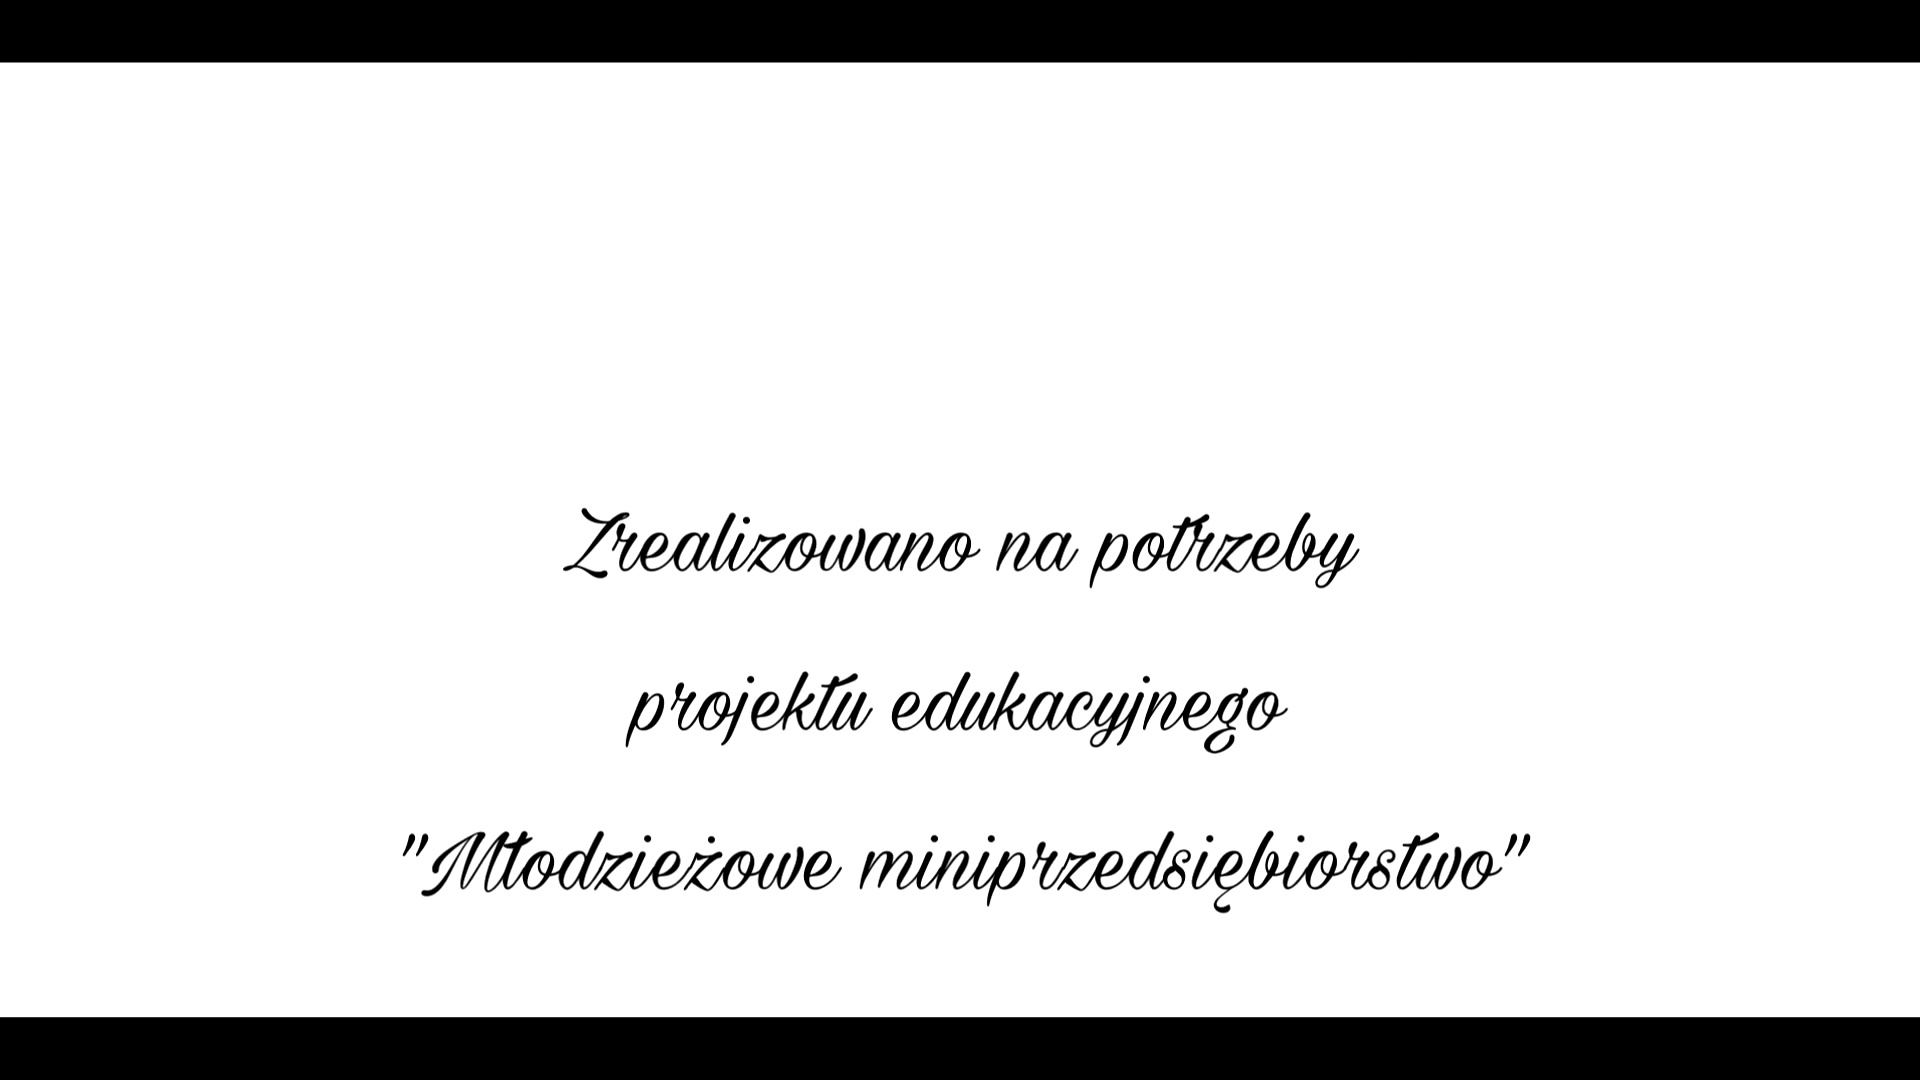 Zrealizowano na potrzeby
projektu edukacyjnego
"Młodzieżowe miniprzedsiębiorstwo"